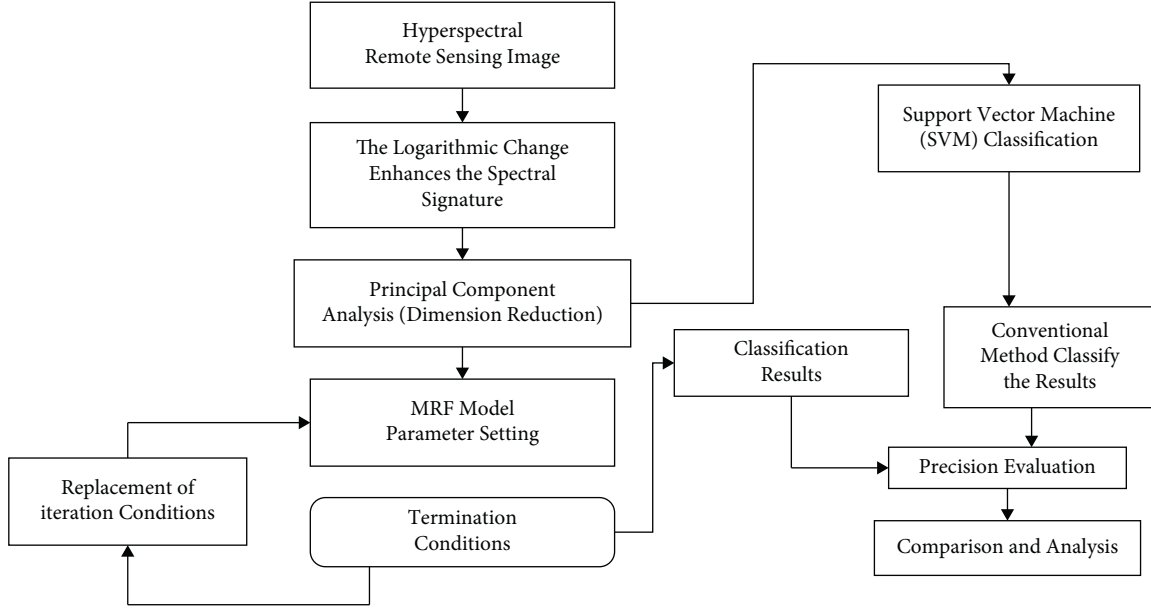 Hyperspectral
Remote Sensing Image
The Logarithmic Change
Enhances the Spectral
Signature
Principal Component
Analysis (Dimension Reduction)
MRF Model
Parameter Setting
Termination
Conditions
Replacement of
iteration Conditions
Classification
Results
Support Vector Machine
(SVM) Classification
Conventional
Method Classify
the Results
Precision Evaluation
Comparison and Analysis